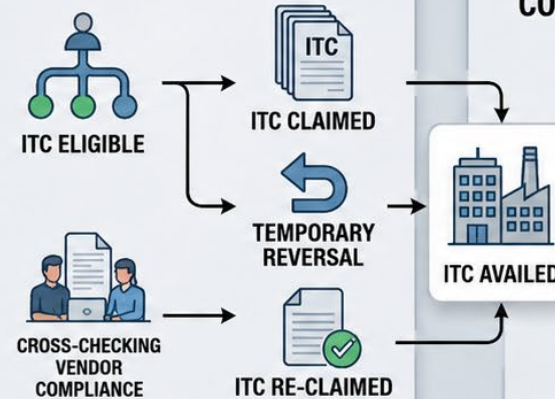 CO
ITC
ITC CLAIMED
ITC ELIGIBLE
TEMPORARY
REVERSAL
ITC AVAILED
CROSS-CHECKING
VENDOR
COMPLIANCE
ITC RE-CLAIMED